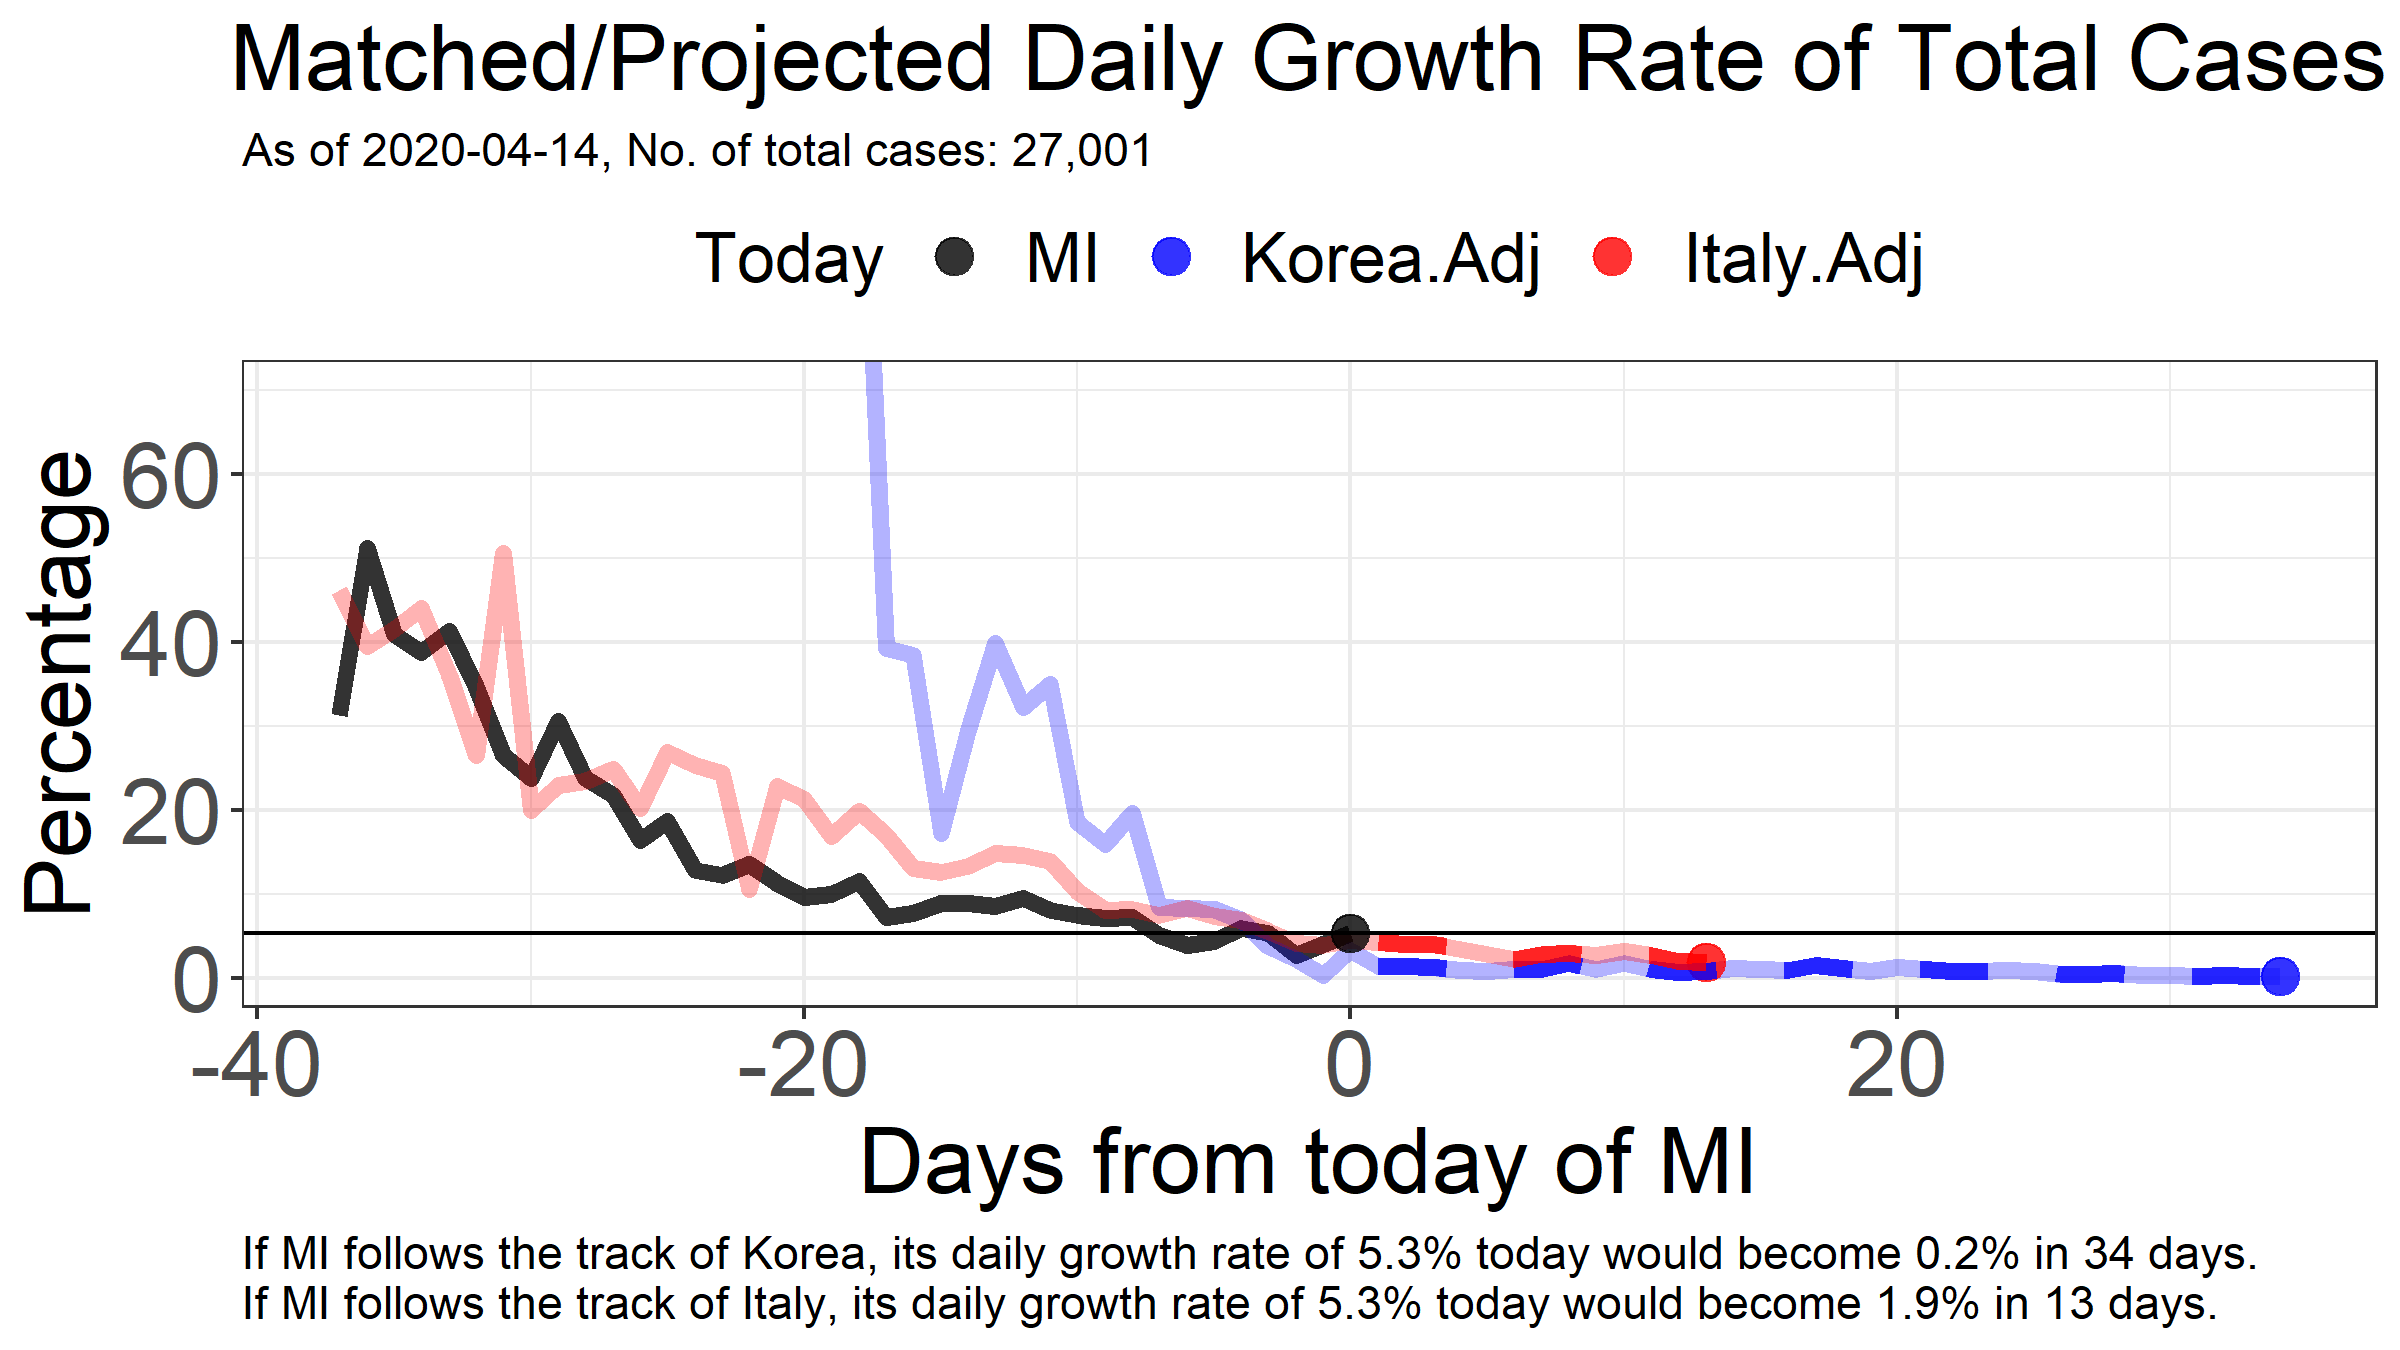 Matched/Projected Daily Growth Rate of Total Cases
As of 2020-04-14, No. of total cases: 27,001
Today MI Korea.Adj Italy.Adj
Percentage
60
40
20
0
-40 -20 0 20
Days from today of MI
If MI follows the track of Korea, its daily growth rate of 5.3% today would become 0.2% in 34 days.
If MI follows the track of Italy, its daily growth rate of 5.3% today would become 1.9% in 13 days.